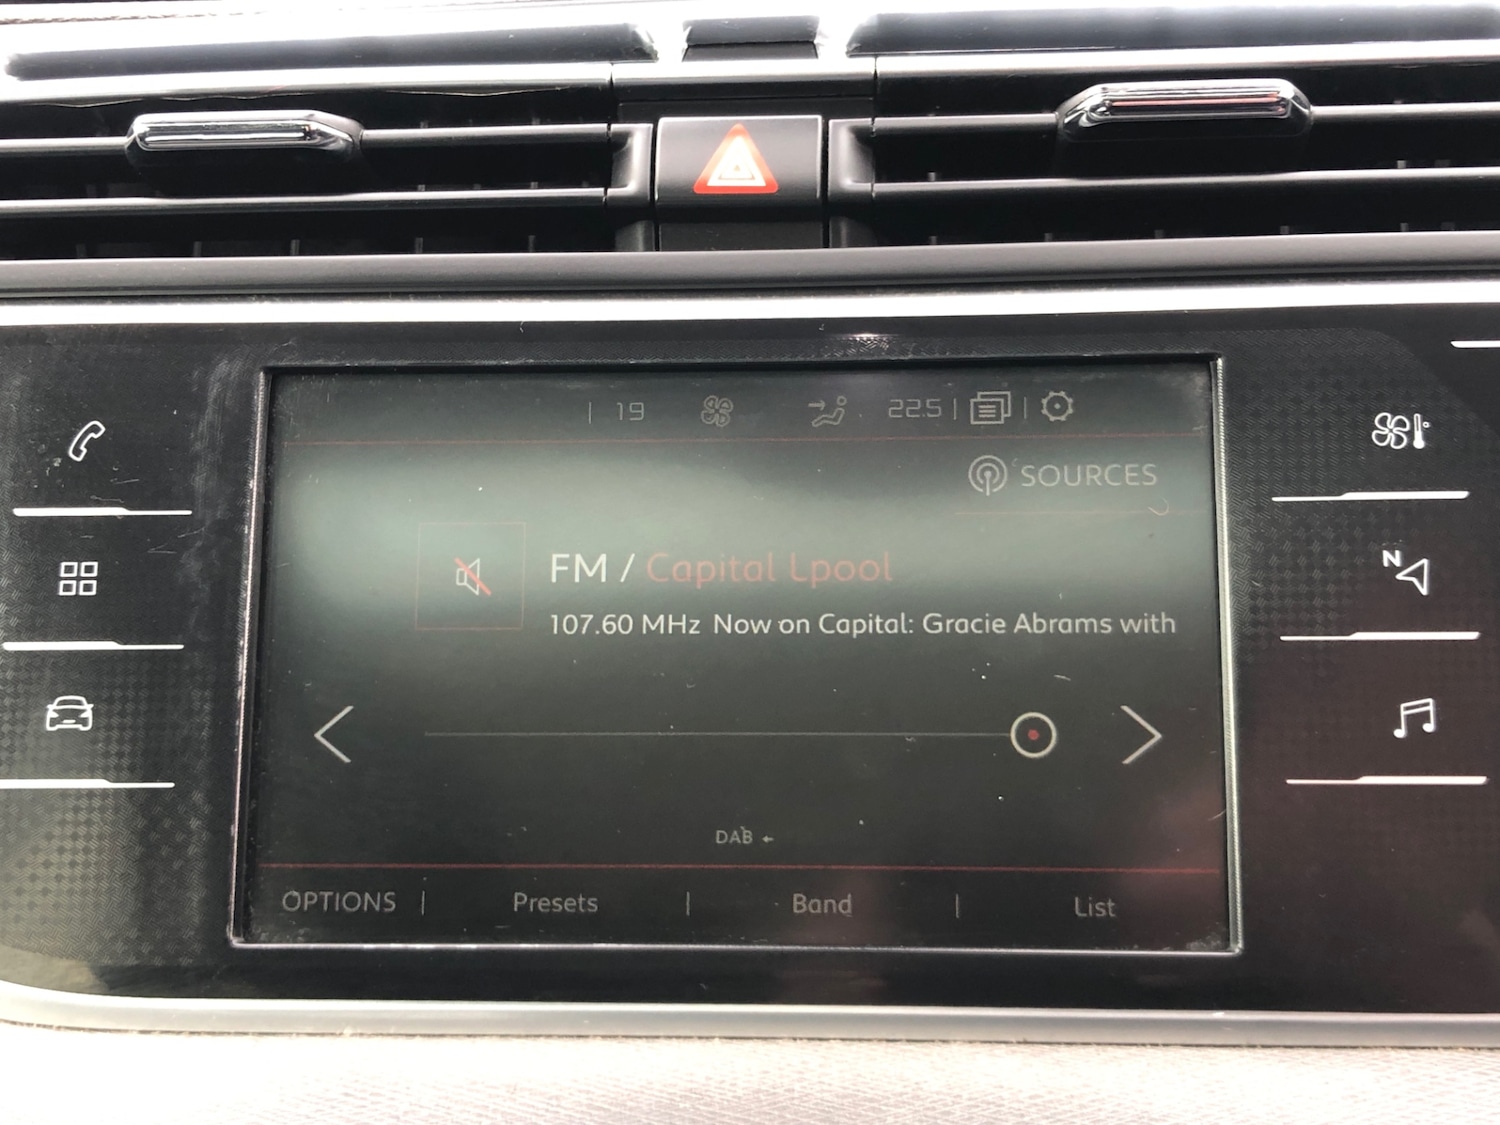 19 22.5
SOURCES
FM / Capital Lpool
107.60 MHz Now on Capital: Gracie Abrams with
N
DAB
OPTIONS Presets Band List